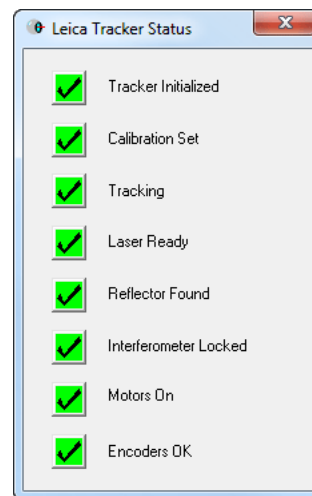 Leica Tracker Status
Tracker Initialized
Calibration Set
Tracking
Laser Ready
Reflector Found
Interferometer Locked
Motors On
Encoders OK